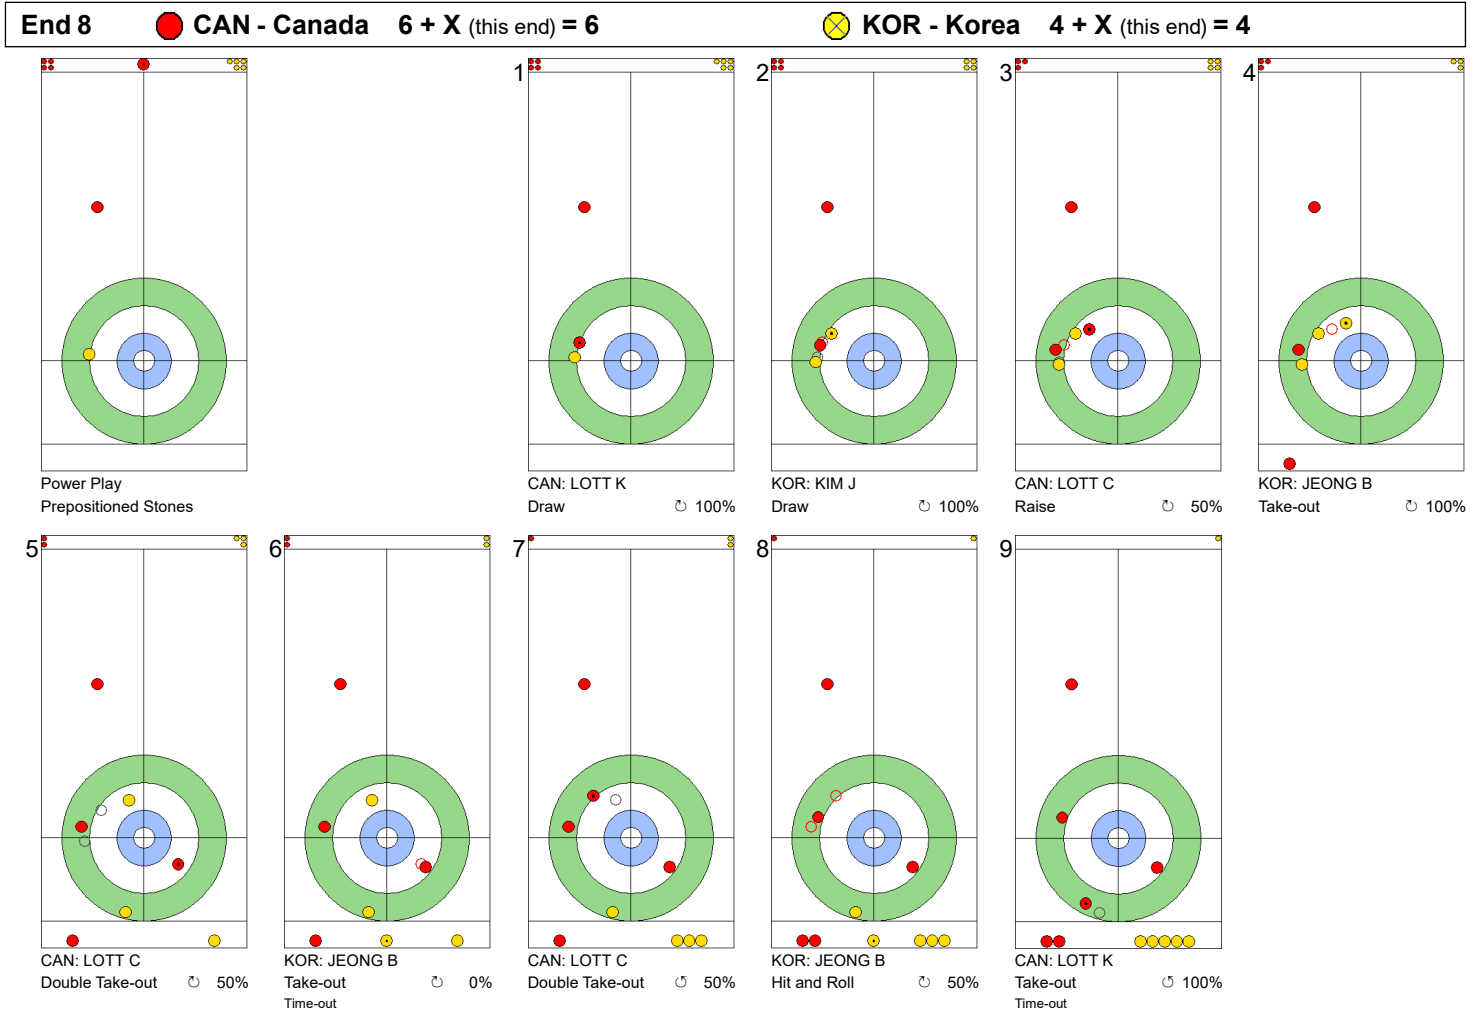 End 8 CAN - Canada 6 + X (this end) = 6 KOR - Korea 4 + X (this end) = 4
1 2 3 4
Power Play
Prepositioned Stones
CAN: LOTT K
Draw ↻ 100%
KOR: KIM J
Draw ↻ 100%
CAN: LOTT C
Raise ↻ 50%
KOR: JEONG B
Take-out ↻ 100%
5 6 7 8 9
CAN: LOTT C
Double Take-out ↻ 50%
KOR: JEONG B
Take-out ↻ 0%
Time-out
CAN: LOTT C
Double Take-out ↺ 50%
KOR: JEONG B
Hit and Roll ↻ 50%
CAN: LOTT K
Take-out ↺ 100%
Time-out